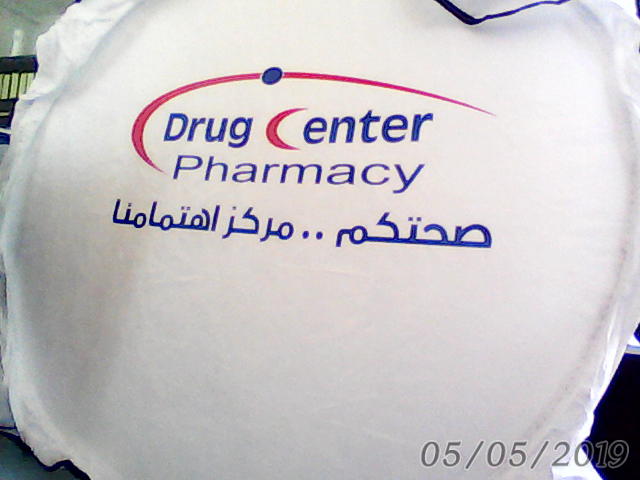 Drug Center
Pharmacy
صحتكم .. مركز اهتمامنا
05/05/2019